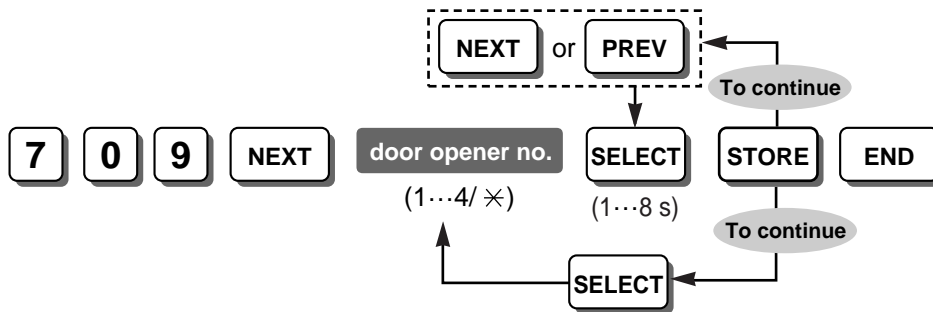 NEXT or PREV
To continue
7 0 9 NEXT door opener no. SELECT STORE END
(1···4/ ✳) (1···8 s)
To continue
SELECT